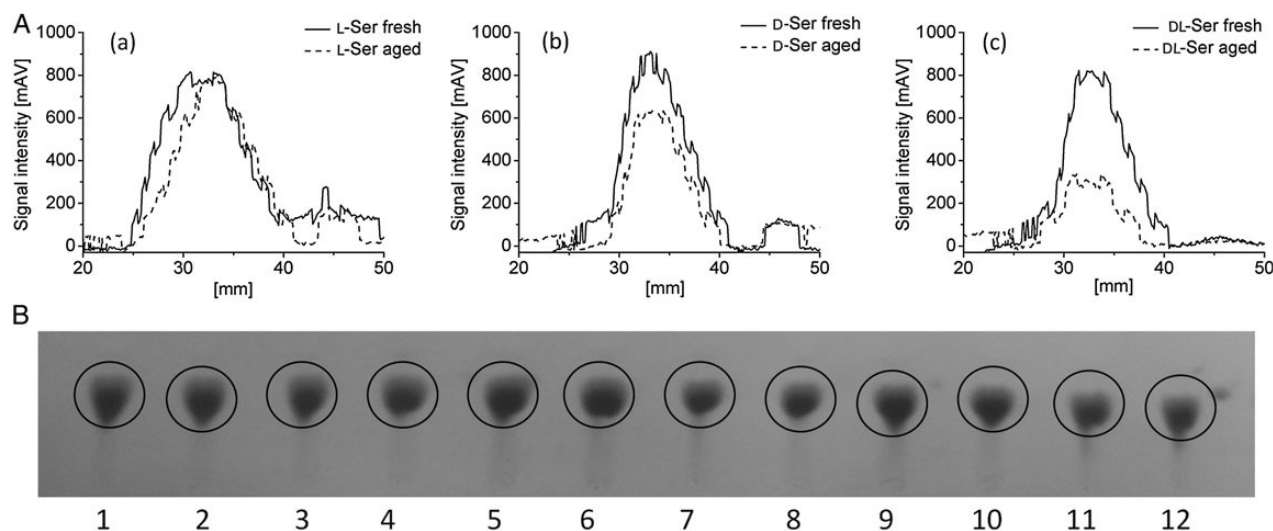 A
(a)
L-Ser fresh
L-Ser aged
Signal intensity [mAV]
1000
800
600
400
200
0
20
30
40
50
[mm]
(b)
D-Ser fresh
D-Ser aged
Signal intensity [mAV]
1000
800
600
400
200
0
20
30
40
50
[mm]
(c)
DL-Ser fresh
DL-Ser aged
Signal intensity [mAV]
1000
800
600
400
200
0
20
30
40
50
[mm]
B
1 2 3 4 5 6 7 8 9 10 11 12